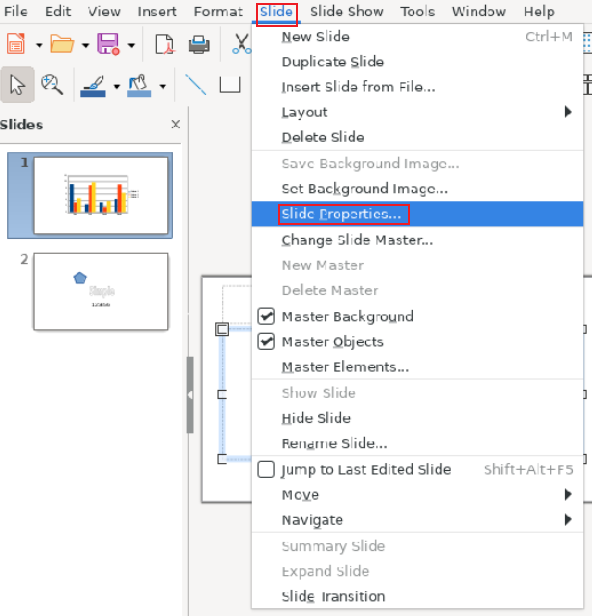 File Edit View Insert Format Slide Slide Show Tools Window Help
New Slide Ctrl+M
Duplicate Slide
Insert Slide from File...
Layout
Slides
Delete Slide
1
Save Background Image...
Set Background Image...
Slide Properties...
Change Slide Master...
2
New Master
Delete Master
Simple
Master Background
Master Objects
Master Elements...
Show Slide
Hide Slide
Rename Slide...
Jump to Last Edited Slide Shift+Alt+F5
Move
Navigate
Summary Slide
Expand Slide
Slide Transition